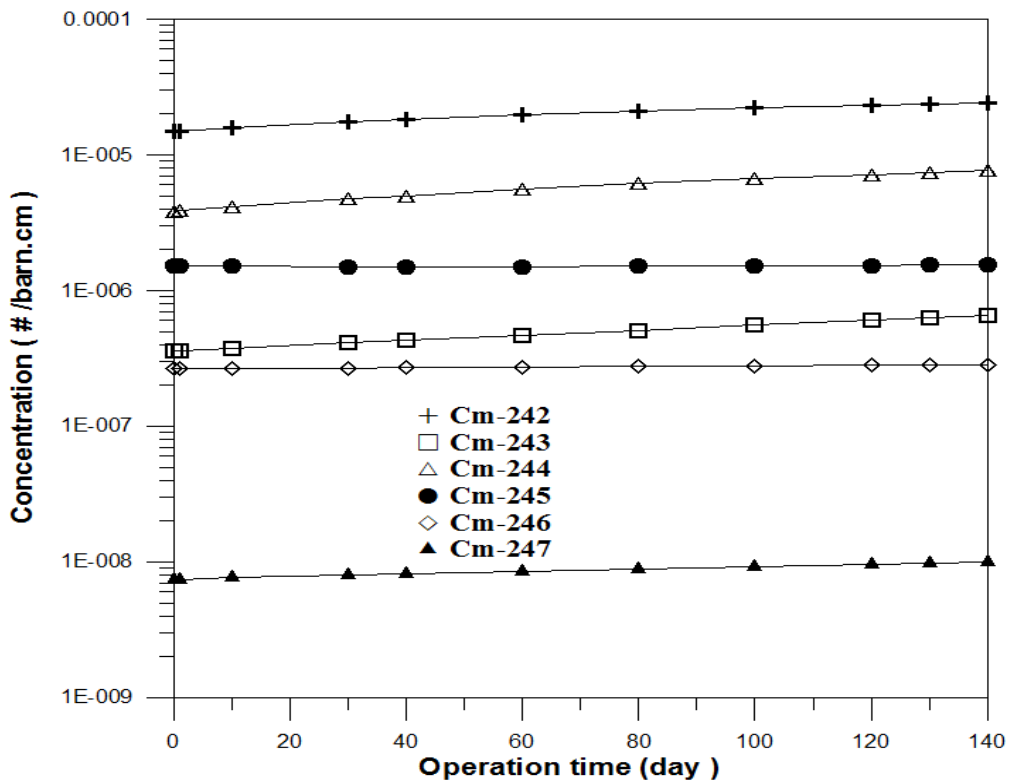 0.0001
1E-005
1E-006
1E-007
1E-008
1E-009
Concentration ( # /barn.cm)
Cm-242
Cm-243
Cm-244
Cm-245
Cm-246
Cm-247
0 20 40 60 80 100 120 140
Operation time (day )